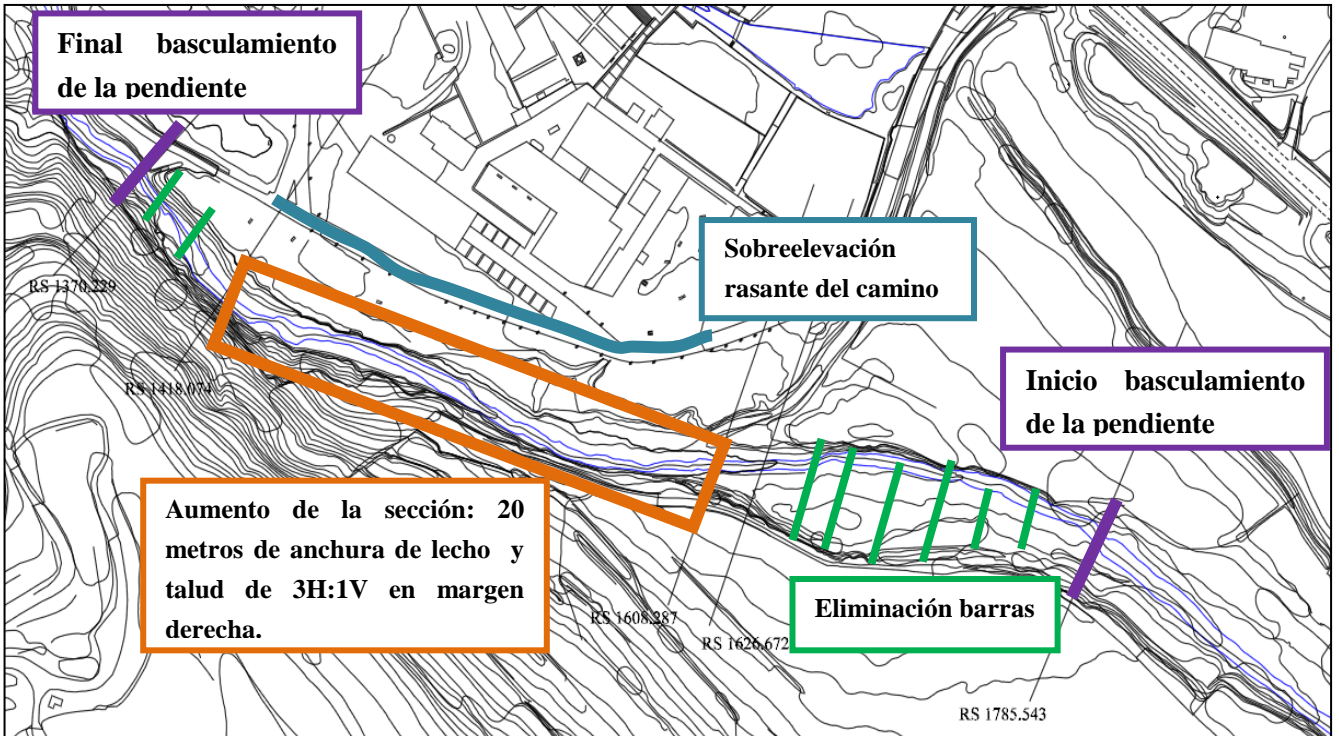 Final basculamiento
de la pendiente
Sobreelevación
rasante del camino
RS 1370.229
Inicio basculamiento
de la pendiente
RS 1418.074
Aumento de la sección: 20
metros de anchura de lecho y
talud de 3H:1V en margen
derecha.
Eliminación barras
RS 1608.287
RS 1626.672
RS 1785.543